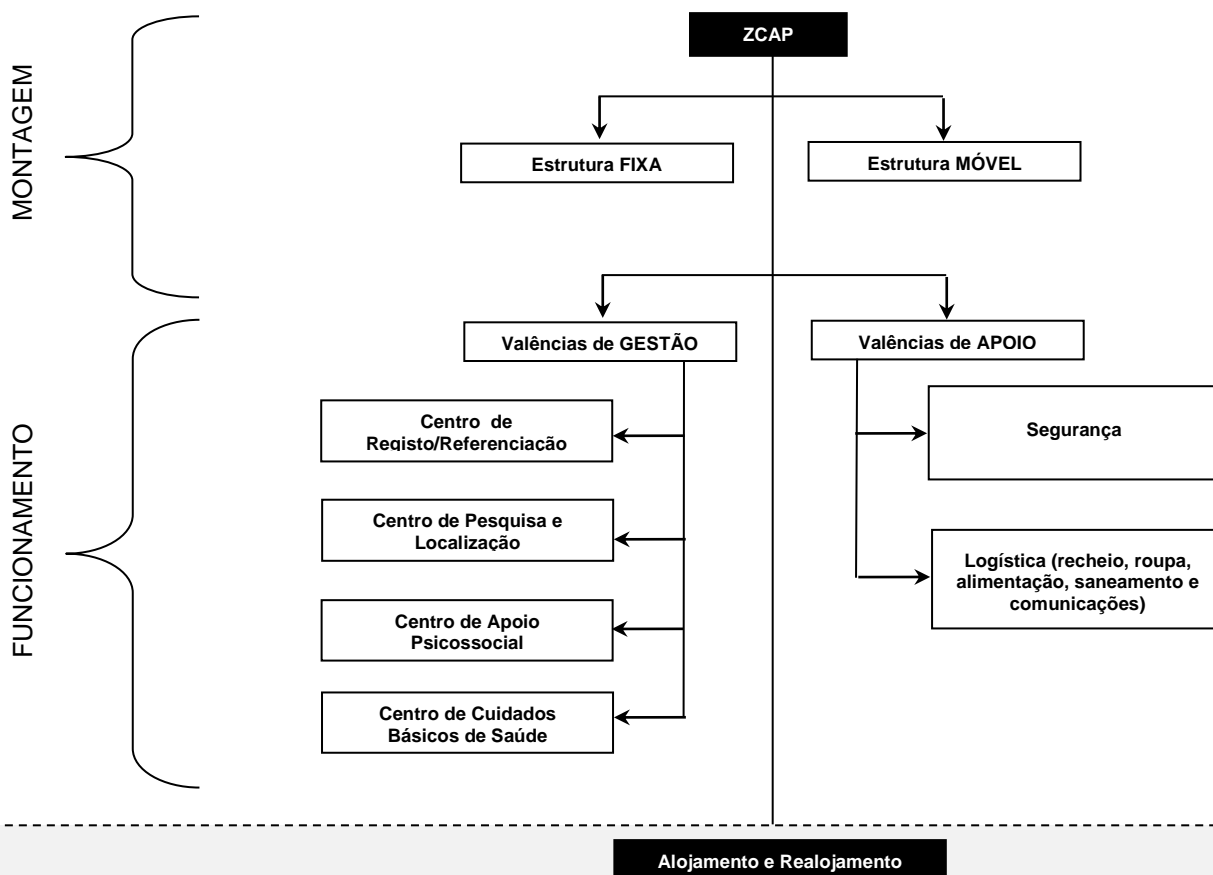 ZCAP
MONTAGEM
Estrutura FIXA
Estrutura MÓVEL
FUNCIONAMENTO
Valências de GESTÃO
Valências de APOIO
Centro de
Registo/Referenciação
Segurança
Centro de Pesquisa e
Localização
Logística (recheio, roupa,
alimentação, saneamento e
comunicações)
Centro de Apoio
Psicossocial
Centro de Cuidados
Básicos de Saúde
Alojamento e Realojamento